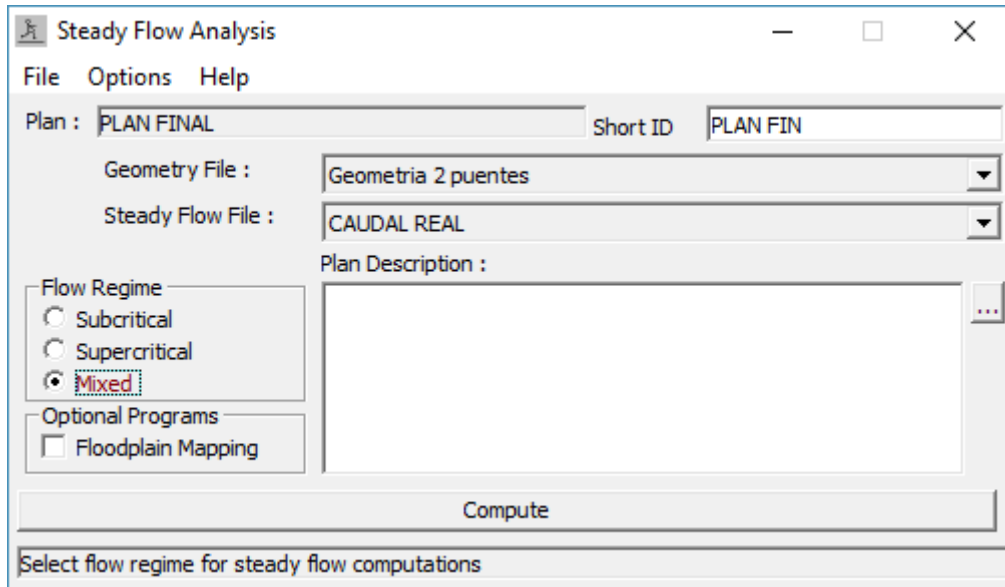 Steady Flow Analysis
File Options Help
Plan : PLAN FINAL Short ID PLAN FIN
Geometry File : Geometria 2 puentes
Steady Flow File : CAUDAL REAL
Plan Description :
Flow Regime
Subcritical
Supercritical
Mixed
...
Optional Programs
Floodplain Mapping
Compute
Select flow regime for steady flow computations